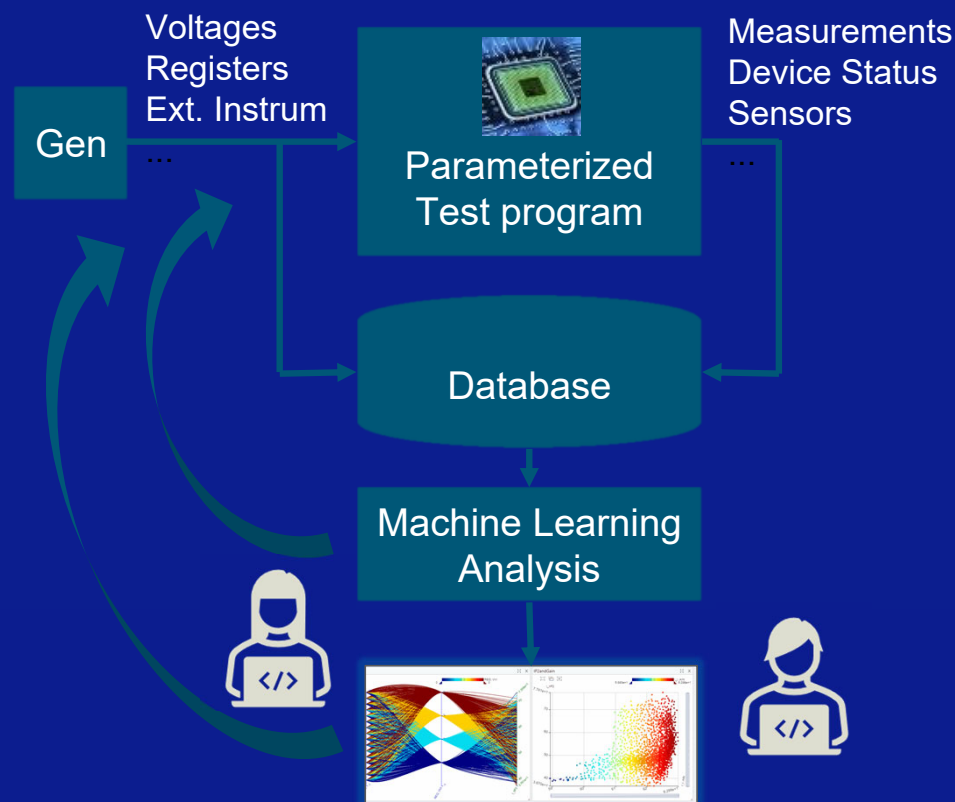 Voltages
Registers
Ext. Instrum
...
Gen
Parameterized
Test program
Measurements
Device Status
Sensors
...
Database
Machine Learning
Analysis
</>
</>